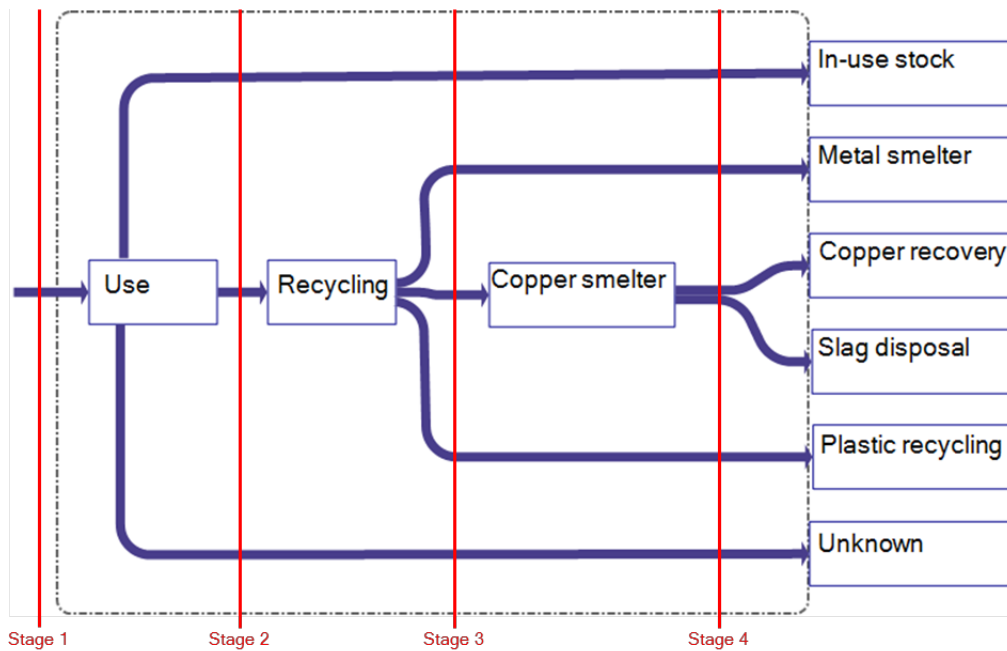 In-use stock
Metal smelter
Use
Recycling
Copper smelter
Copper recovery
Slag disposal
Plastic recycling
Unknown
Stage 1
Stage 2
Stage 3
Stage 4